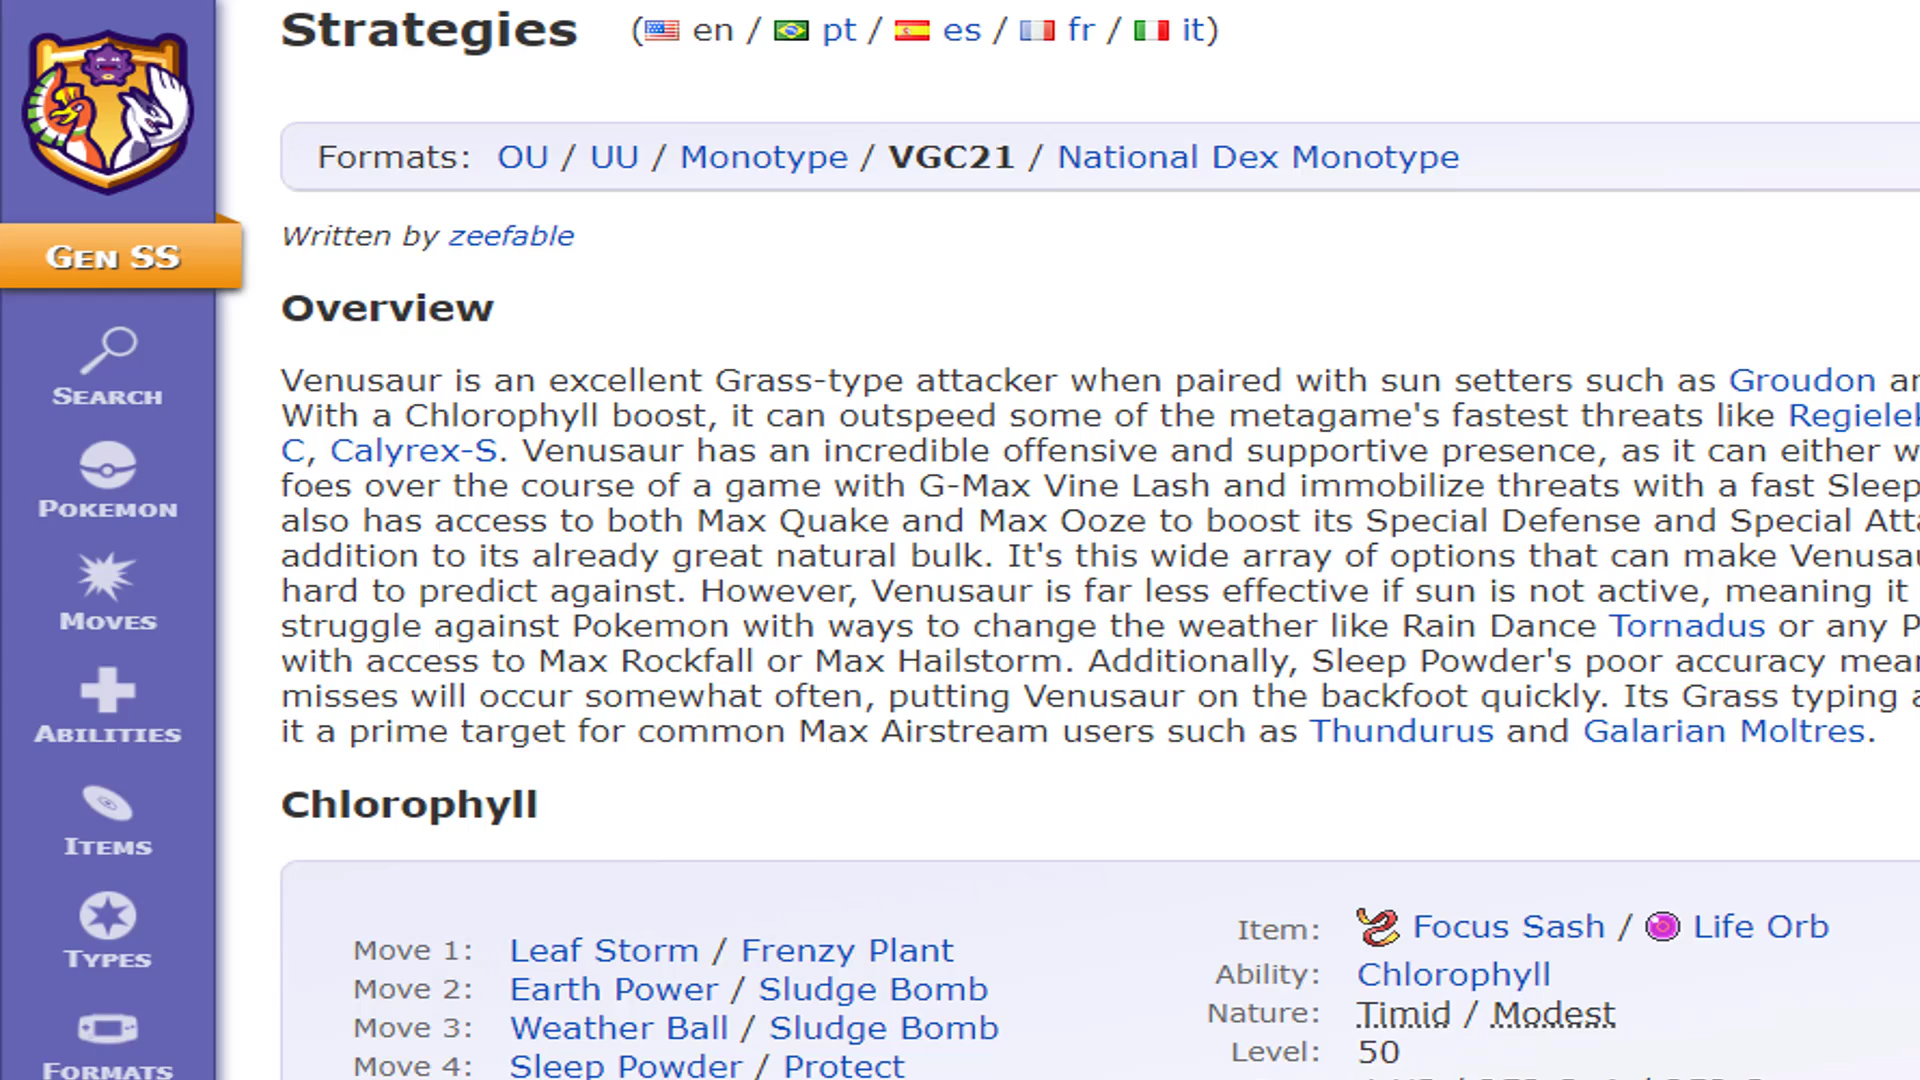 Strategies (en / pt / es / fr / it)
Formats: OU / UU / Monotype / VGC21 / National Dex Monotype
Written by zeefable
GEN SS
Overview
SEARCH
Venusaur is an excellent Grass-type attacker when paired with sun setters such as Groudon
With a Chlorophyll boost, it can outspeed some of the metagame's fastest threats like
C, Calyrex-S. Venusaur has an incredible offensive and supportive presence, as it can either
foes over the course of a game with G-Max Vine Lash and immobilize threats with a fast Sleep
also has access to both Max Quake and Max Ooze to boost its Special Defense and Special
addition to its already great natural bulk. It's this wide array of options that can make
hard to predict against. However, Venusaur is far less effective if sun is not active, meaning it
struggle against Pokemon with ways to change the weather like Rain Dance Tornadus or any
with access to Max Rockfall or Max Hailstorm. Additionally, Sleep Powder's poor accuracy
misses will occur somewhat often, putting Venusaur on the backfoot quickly. Its Grass typing
it a prime target for common Max Airstream users such as Thundurus and Galarian Moltres.
POKEMON
MOVES
ABILITIES
Chlorophyll
ITEMS
TYPES
FORMATS
Move 1: Leaf Storm / Frenzy Plant
Move 2: Earth Power / Sludge Bomb
Move 3: Weather Ball / Sludge Bomb
Move 4: Sleep Powder / Protect
Item: Focus Sash / Life Orb
Ability: Chlorophyll
Nature: Timid / Modest
Level: 50